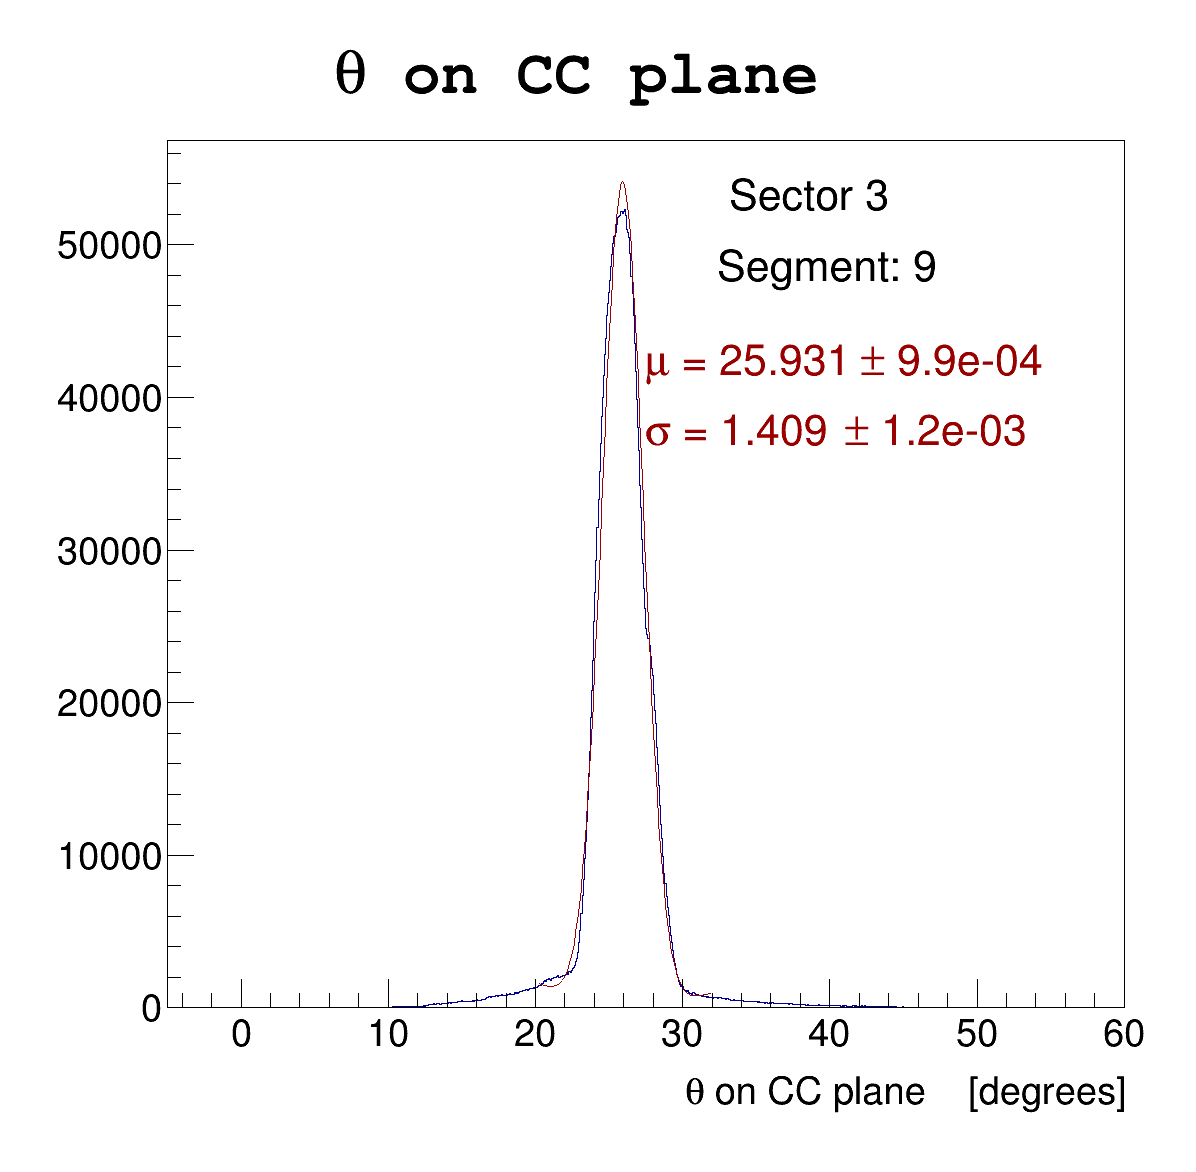 θ on CC plane
Sector 3
Segment: 9
μ = 25.931 ± 9.9e-04
σ = 1.409 ± 1.2e-03
50000
40000
30000
20000
10000
0
0 10 20 30 40 50 60
θ on CC plane [degrees]